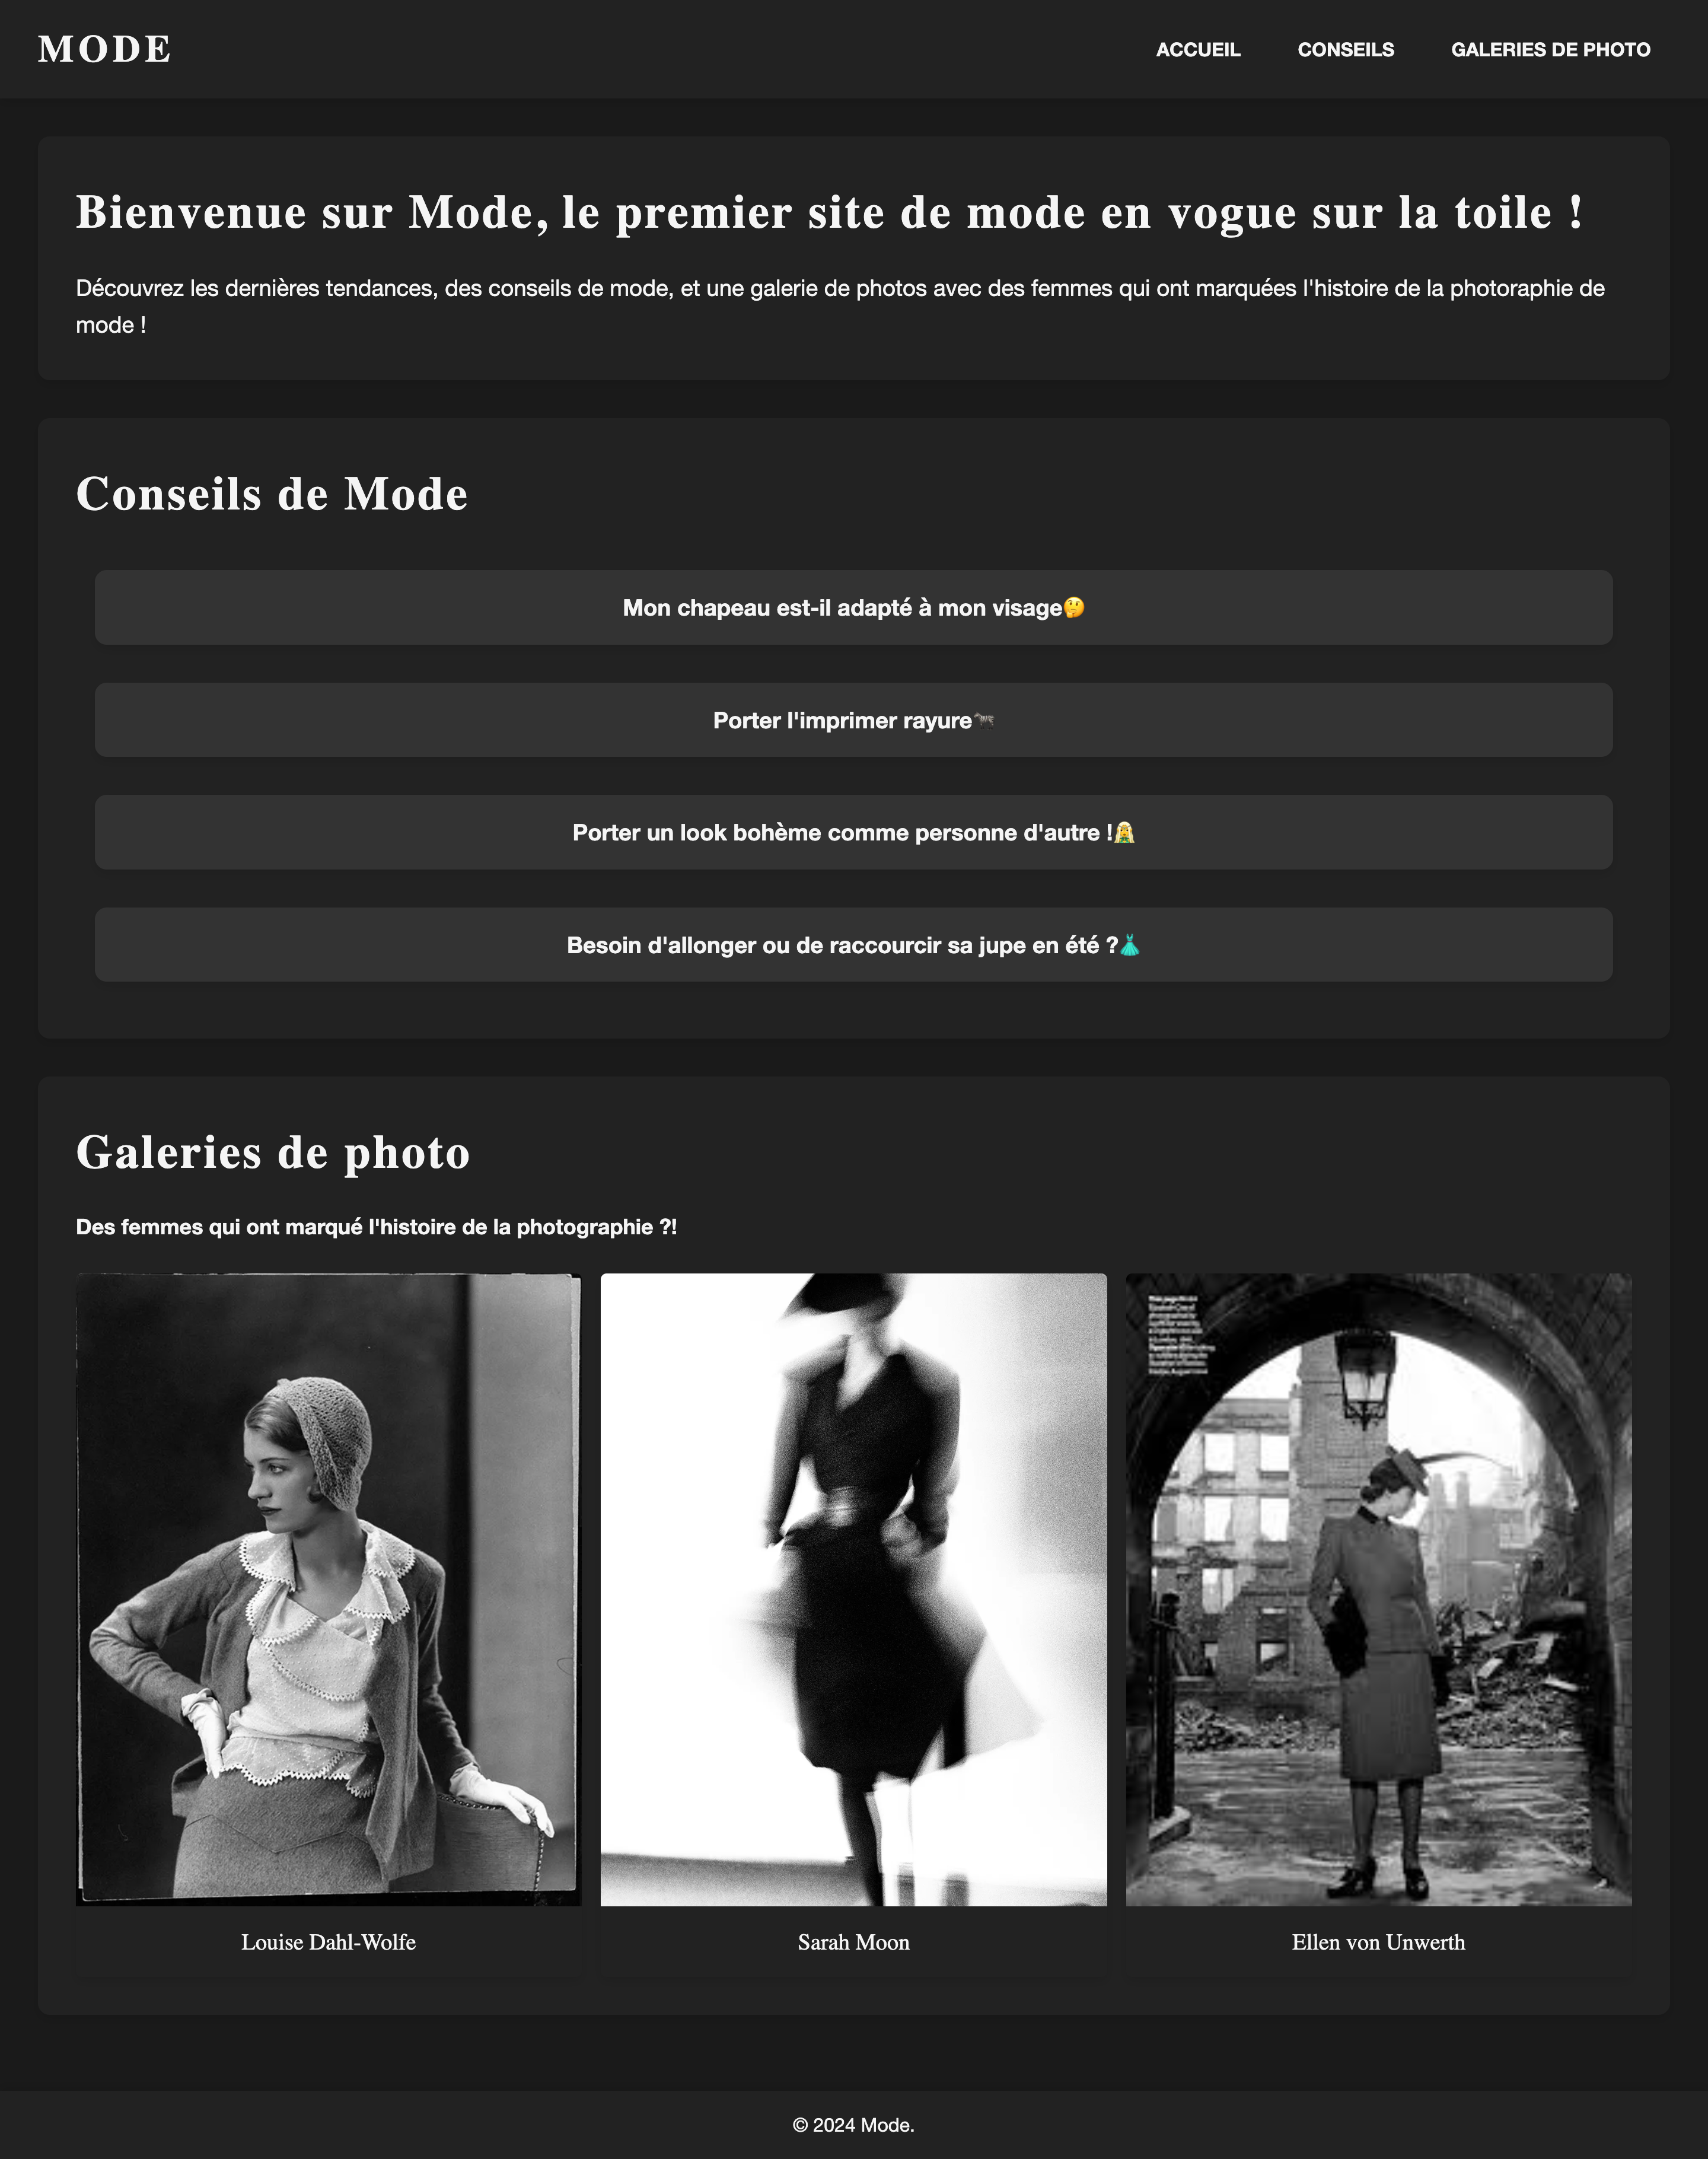 MODE
ACCUEIL
CONSEILS
GALERIES DE PHOTO
Bienvenue sur Mode, le premier site de mode en vogue sur la toile !
Découvrez les dernières tendances, des conseils de mode, et une galerie de photos avec des femmes qui ont marquées l'histoire de la photoraphie de
mode !
Conseils de Mode
Mon chapeau est-il adapté à mon visage🤔
Porter l'imprimer rayure🐅
Porter un look bohème comme personne d'autre !👰
Besoin d'allonger ou de raccourcir sa jupe en été ?👗
Galeries de photo
Des femmes qui ont marqué l'histoire de la photographie ?!
Louise Dahl-Wolfe
Sarah Moon
Ellen von Unwerth
© 2024 Mode.